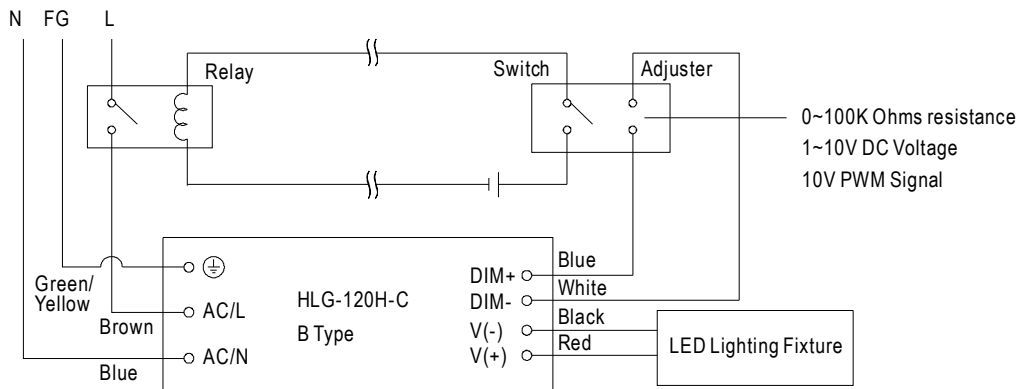 N FG L
Relay
Switch
Adjuster
0~100K Ohms resistance
1~10V DC Voltage
10V PWM Signal
Green/
Yellow
Brown
Blue
AC/L
AC/N
HLG-120H-C
B Type
DIM+
DIM-
V(-)
V(+)
Blue
White
Black
Red
LED Lighting Fixture